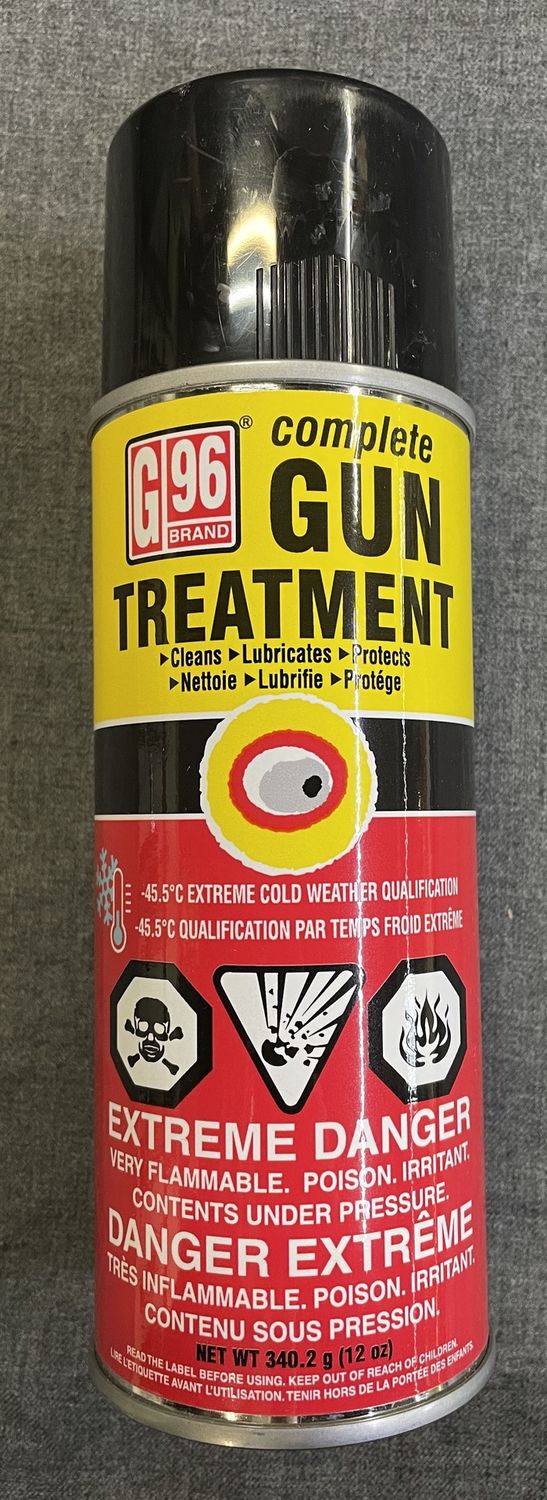 G 96 ®
BRAND
complete
GUN
TREATMENT
▸Cleans ▸Lubricates ▸Protects
▸Nettoie ▸Lubrifie ▸Protége
-45.5°C EXTREME COLD WEATHER QUALIFICATION
-45.5°C QUALIFICATION PAR TEMPS FROID EXTRÊME
EXTREME DANGER
VERY FLAMMABLE. POISON. IRRITANT.
CONTENTS UNDER PRESSURE.
DANGER EXTRÊME
TRÈS INFLAMMABLE. POISON. IRRITANT.
CONTENU SOUS PRESSION.
NET WT 340.2 g (12 oz)
READ THE LABEL BEFORE USING. KEEP OUT OF REACH OF CHILDREN.
LIRE L'ETIQUETTE AVANT L'UTILISATION. TENIR HORS DE LA PORTÉE DES ENFANTS.